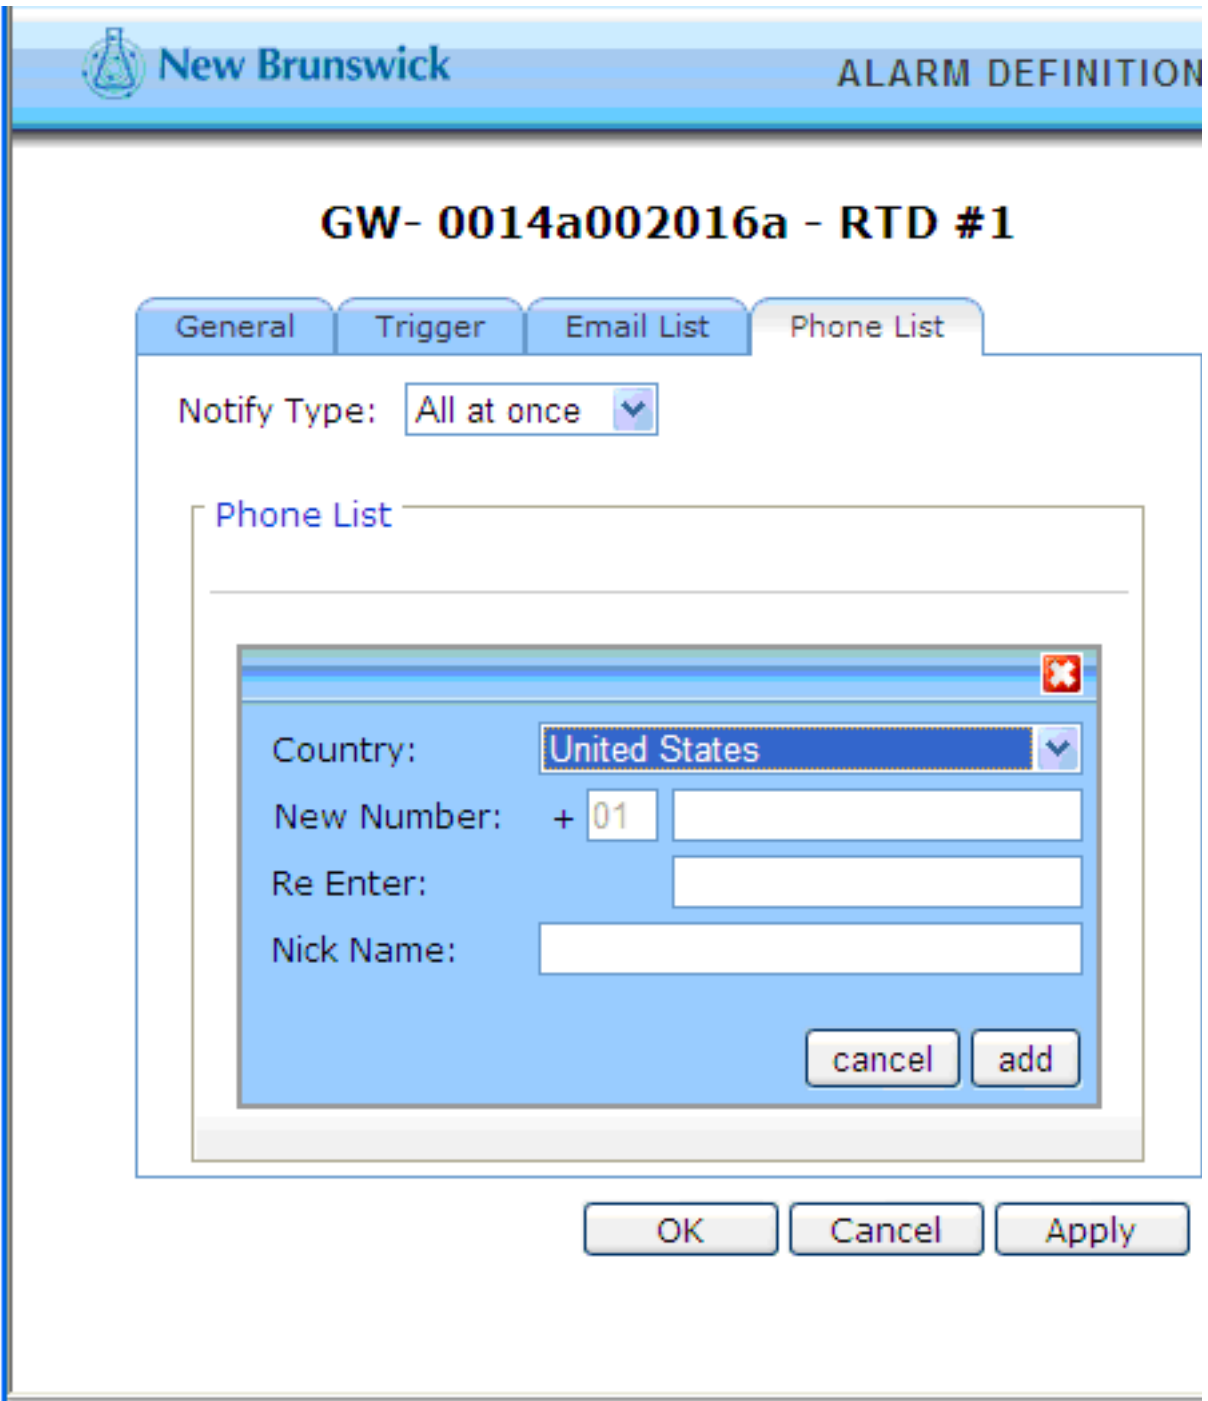 New Brunswick
ALARM DEFINITION
GW- 0014a002016a - RTD #1
General Trigger Email List Phone List
Notify Type: All at once
Phone List
Country: United States
New Number: + 01
Re Enter:
Nick Name:
cancel add
OK Cancel Apply